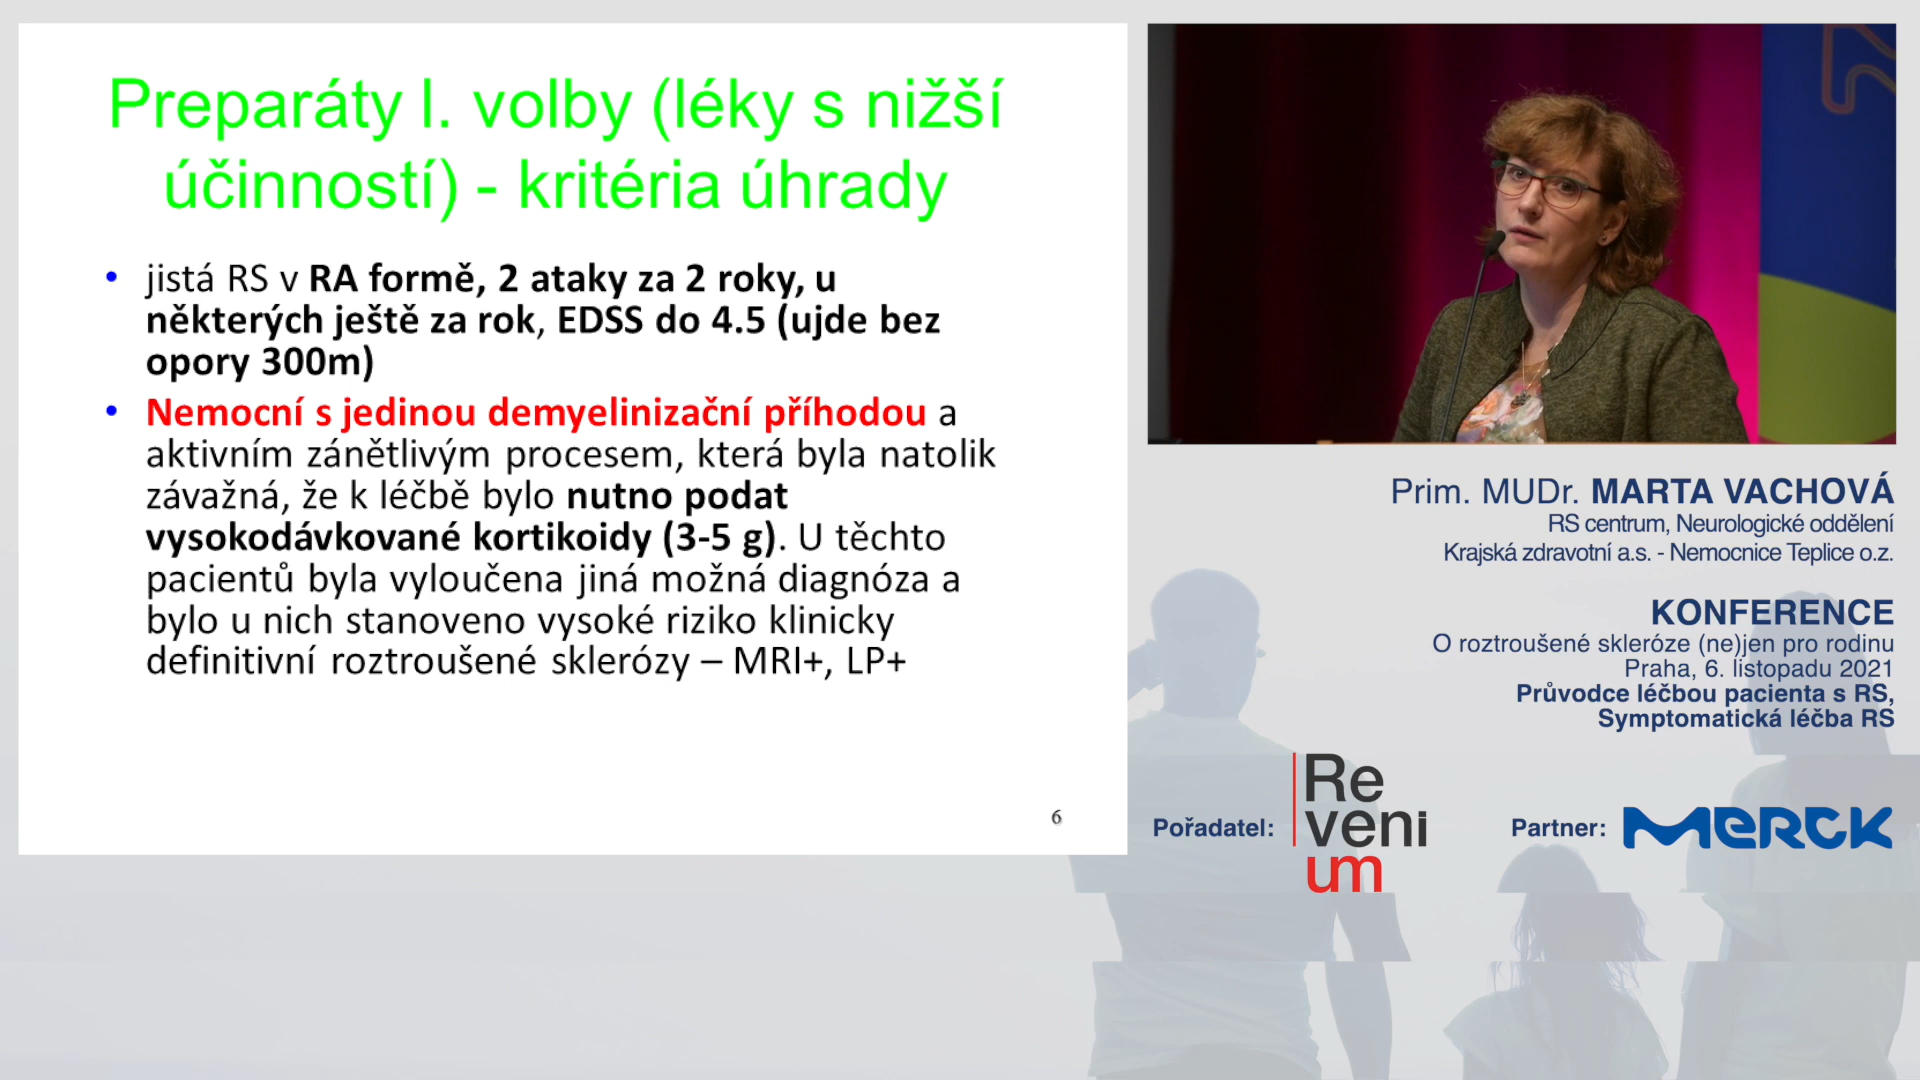 Preparáty I. volby (léky s nižší
účinností) - kritéria úhrady
• jistá RS v RA formě, 2 ataky za 2 roky, u
některých ještě za rok, EDSS do 4.5 (ujde bez
opory 300m)
• Nemocní s jedinou demyelinizační příhodou a
aktivním zánětlivým procesem, která byla natolik
závažná, že k léčbě bylo nutno podat
vysokodávkované kortikoidy (3-5 g). U těchto
pacientů byla vyloučena jiná možná diagnóza a
bylo u nich stanoveno vysoké riziko klinicky
definitivní roztroušené sklerózy – MRI+, LP+
6
Prim. MUDr. MARTA VACHOVÁ
RS centrum, Neurologické oddělení
Krajská zdravotní a.s. - Nemocnice Teplice o.z.
KONFERENCE
O roztroušené skleróze (ne)jen pro rodinu
Praha, 6. listopadu 2021
Průvodce léčbou pacienta s RS,
Symptomatická léčba RS
Pořadatel:
Re
veni
um
Partner:
MERCK